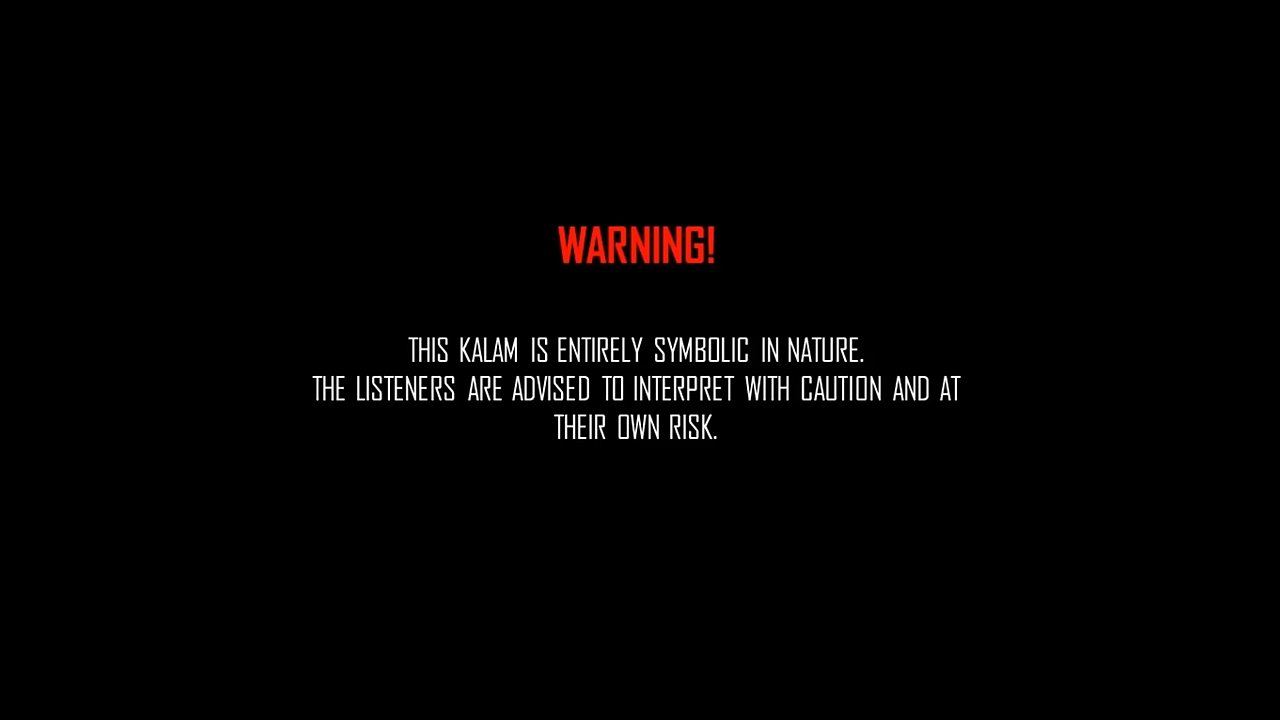 WARNING!
THIS KALAM IS ENTIRELY SYMBOLIC IN NATURE.
THE LISTENERS ARE ADVISED TO INTERPRET WITH CAUTION AND AT
THEIR OWN RISK.